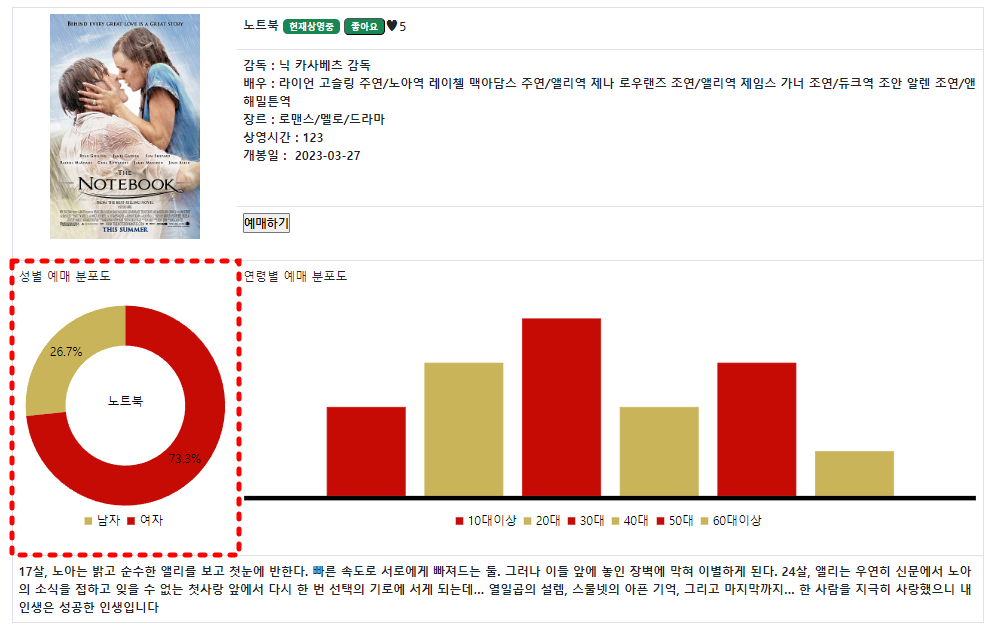 BEHIND EVERY GREAT LOVE IS A GREAT STORY
THE
NOTEBOOK
THIS SUMMER
노트북 현재상영중 좋아요 ♥5
감독 : 닉 카사베츠 감독
배우 : 라이언 고슬링 주연/노아역 레이첼 맥아담스 주연/앨리역 제나 로우랜즈 조연/앨리역 제임스 가너 조연/듀크역 조안 알렌 조연/앤
해밀튼역
장르 : 로맨스/멜로/드라마
상영시간 : 123
개봉일 : 2023-03-27
예매하기
성별 예매 분포도
26.7%
노트북
73.3%
남자 여자
연령별 예매 분포도
10대이상 20대 30대 40대 50대 60대이상
17살, 노아는 밝고 순수한 앨리를 보고 첫눈에 반한다. 빠른 속도로 서로에게 빠져드는 둘. 그러나 이들 앞에 놓인 장벽에 막혀 이별하게 된다. 24살, 앨리는 우연히 신문에서 노아
의 소식을 접하고 잊을 수 없는 첫사랑 앞에서 다시 한 번 선택의 기로에 서게 되는데... 열일곱의 설렘, 스물넷의 아픈 기억, 그리고 마지막까지... 한 사람을 지극히 사랑했으니 내
인생은 성공한 인생입니다